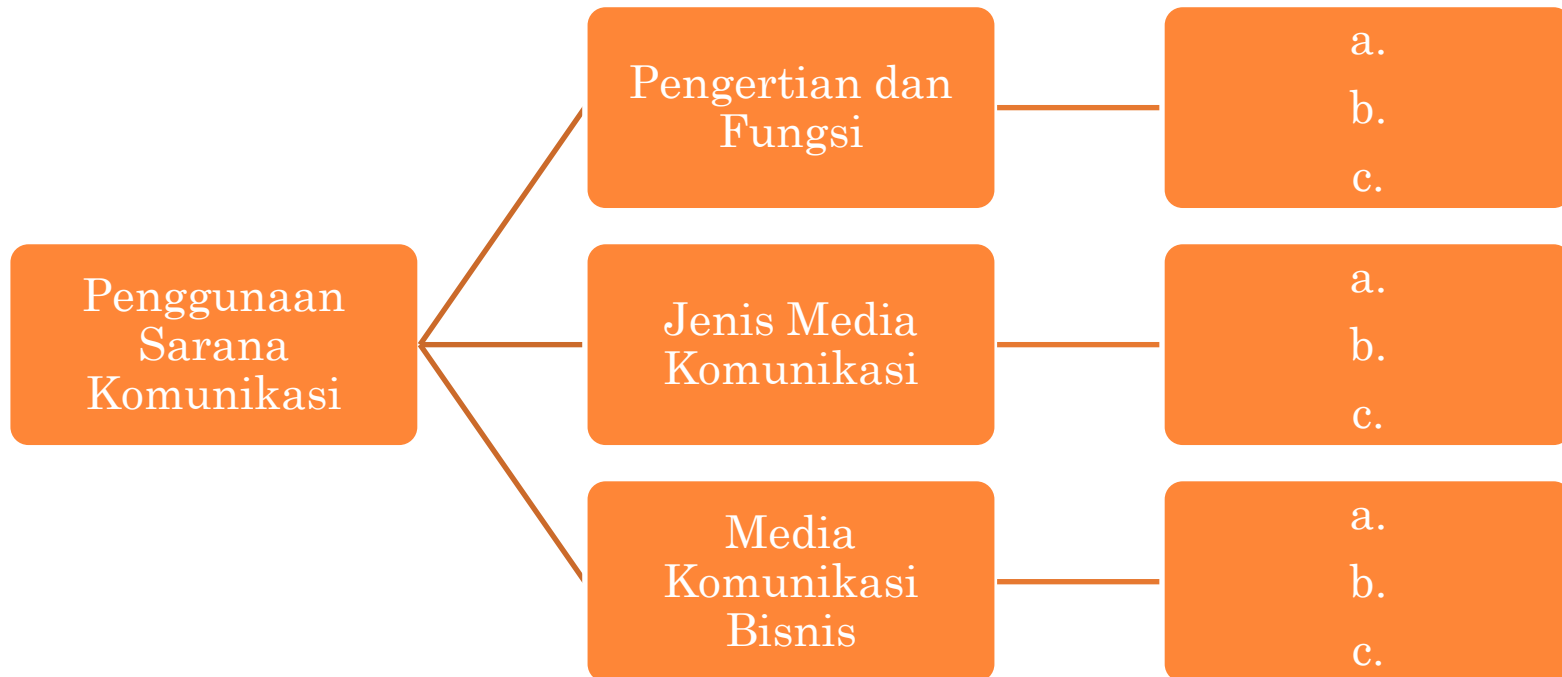 Penggunaan
Sarana
Komunikasi
Pengertian dan
Fungsi
a.
b.
c.
Jenis Media
Komunikasi
a.
b.
c.
Media
Komunikasi
Bisnis
a.
b.
c.